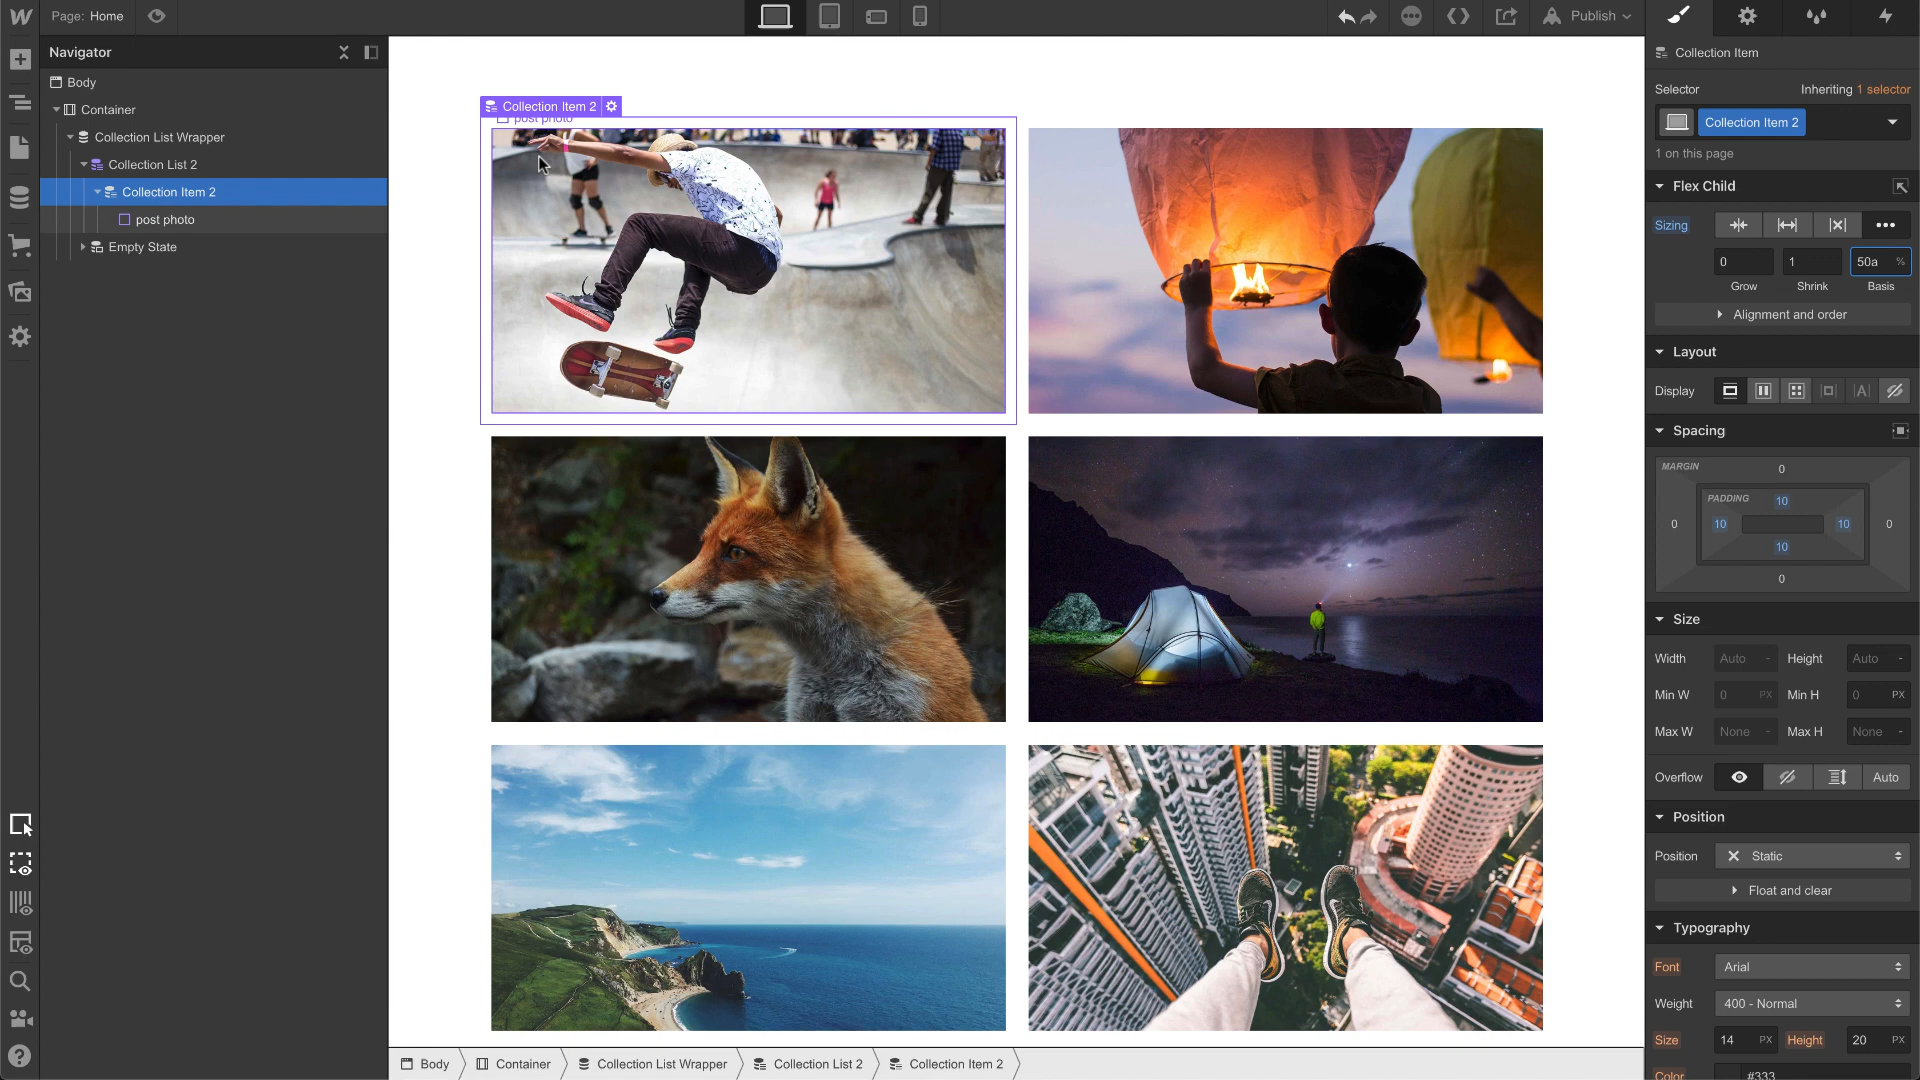 Page: Home
Publish
Navigator
Body
Container
Collection List Wrapper
Collection List 2
Collection Item 2
post photo
Empty State
Collection Item 2
post photo
Body
Container
Collection List Wrapper
Collection List 2
Collection Item 2
Collection Item
Selector
Inheriting 1 selector
Collection Item 2
1 on this page
Flex Child
Sizing
0
1
50a %
Grow
Shrink
Basis
Alignment and order
Layout
Display
Spacing
MARGIN
0
PADDING
10
0
10
10
0
10
0
Size
Width
Auto -
Height
Auto -
Min W
0 PX
Min H
0 PX
Max W
None -
Max H
None -
Overflow
Auto
Position
Position
Static
Float and clear
Typography
Font
Arial
Weight
400 - Normal
Size
14 PX
Height
20 PX
Color
#333